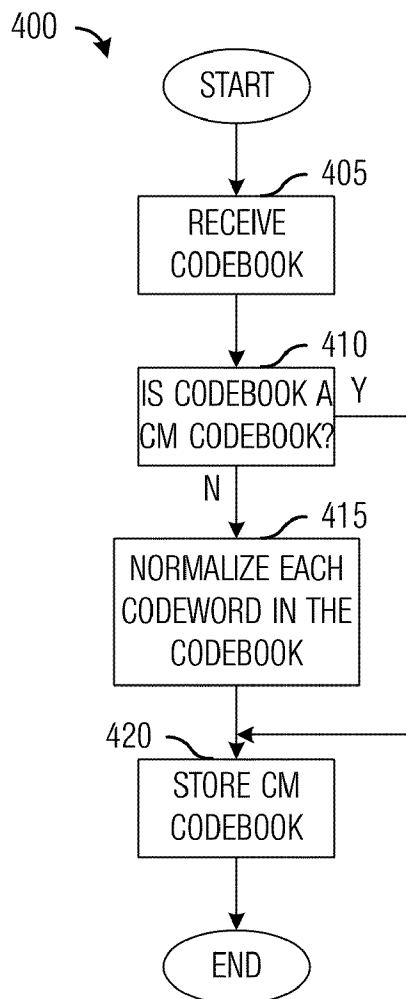 400
START
405
RECEIVE
CODEBOOK
410
IS CODEBOOK A
CM CODEBOOK?
Y
N
415
NORMALIZE EACH
CODEWORD IN THE
CODEBOOK
420
STORE CM
CODEBOOK
END